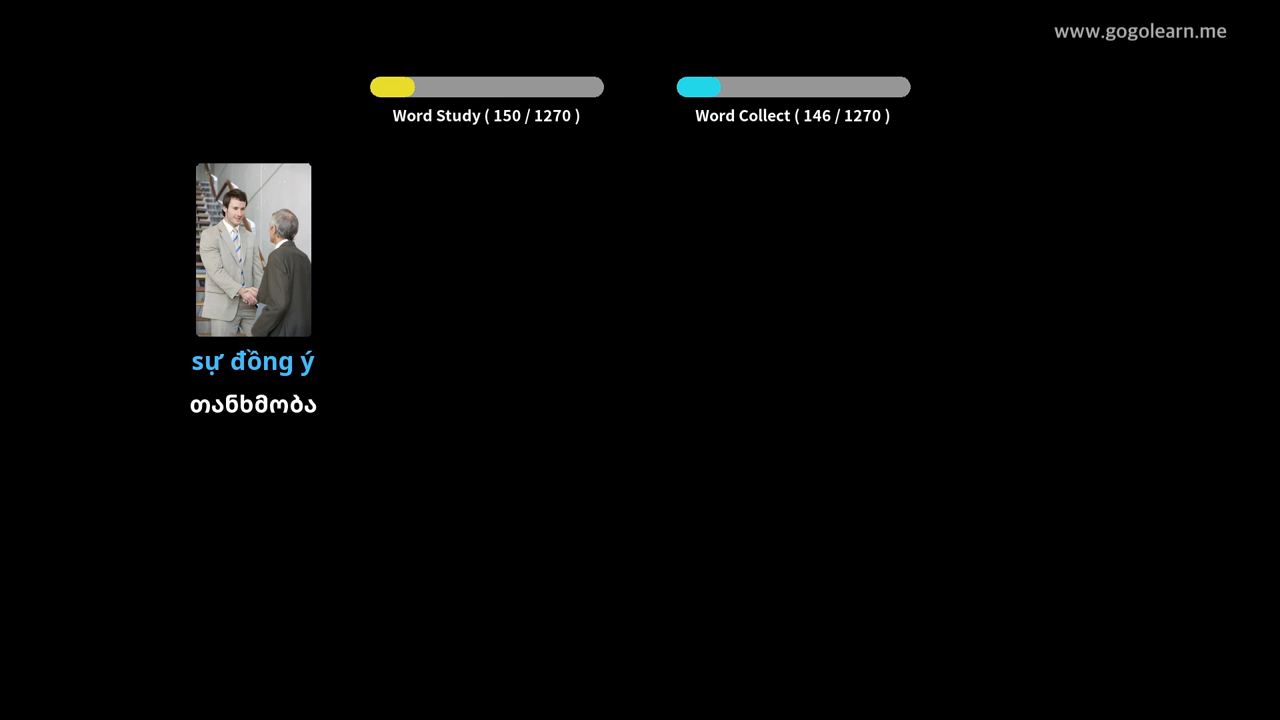 www.gogolearn.me
Word Study ( 150 / 1270 )
Word Collect ( 146 / 1270 )
sự đồng ý
თანხმობა